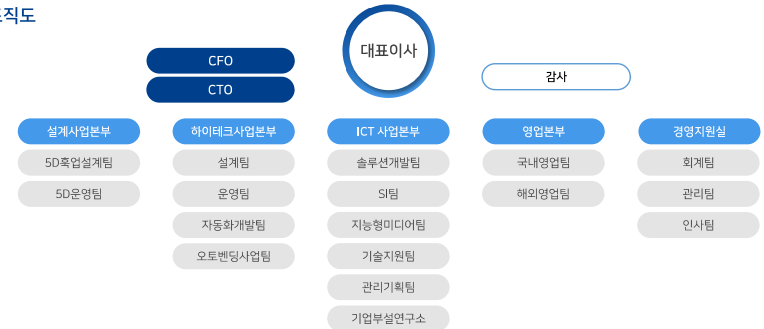 조직도
대표이사
CFO
CTO
감사
설계사업본부
5D혹업설계팀
5D운영팀
하이테크사업본부
설계팀
운영팀
자동화개발팀
오토벤딩사업팀
ICT 사업본부
솔루션개발팀
SI팀
지능형미디어팀
기술지원팀
관리기획팀
기업부설연구소
영업본부
국내영업팀
해외영업팀
경영지원실
회계팀
관리팀
인사팀